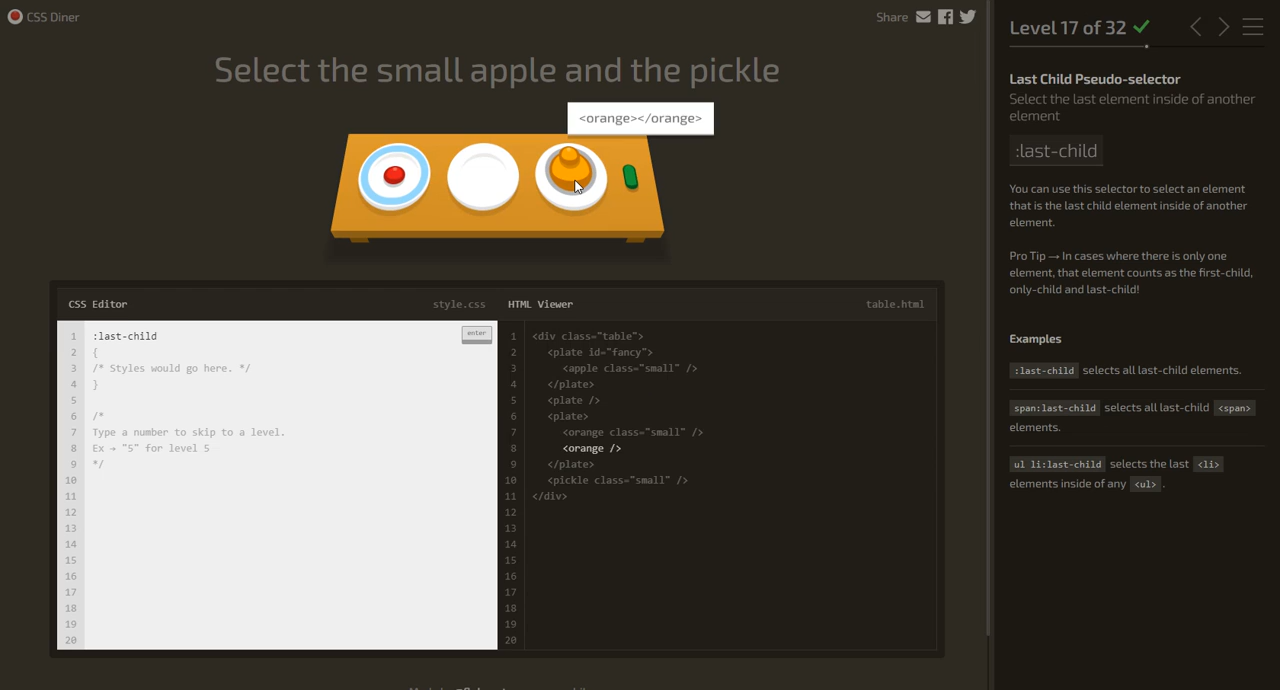 CSS Diner
Share
Select the small apple and the pickle
<orange></orange>
CSS Editor
style.css
1
:last-child
enter
2
{
3
/* Styles would go here. */
4
}
5
6
/*
7
Type a number to skip to a level.
8
Ex → "5" for level 5
9
*/
10
11
12
13
14
15
16
17
18
19
20
HTML Viewer
table.html
1
<div class="table">
2
<plate id="fancy">
3
<apple class="small" />
4
</plate>
5
<plate />
6
<plate>
7
<orange class="small" />
8
<orange />
9
</plate>
10
<pickle class="small" />
11
</div>
12
13
14
15
16
17
18
19
20
Level 17 of 32
Last Child Pseudo-selector
Select the last element inside of another
element
:last-child
You can use this selector to select an element
that is the last child element inside of another
element.
Pro Tip → In cases where there is only one
element, that element counts as the first-child,
only-child and last-child!
Examples
:last-child selects all last-child elements.
span:last-child selects all last-child <span>
elements.
ul li:last-child selects the last <li>
elements inside of any <ul> .